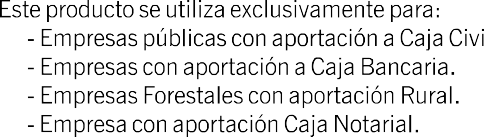 Este producto se utiliza exclusivamente para:
- Empresas públicas con aportación a Caja Civi
- Empresas con aportación a Caja Bancaria.
- Empresas Forestales con aportación Rural.
- Empresa con aportación Caja Notarial.